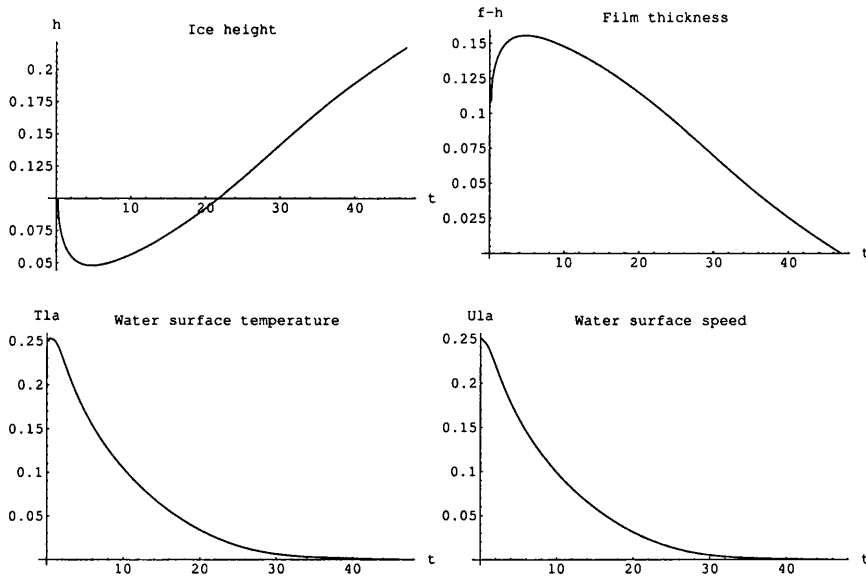 h
Ice height
0.2
0.175
0.15
0.125
10 20 30 40 t
0.075
0.05
f-h
Film thickness
0.15
0.125
0.1
0.075
0.05
0.025
10 20 30 40 t
Tla
Water surface temperature
0.25
0.2
0.15
0.1
0.05
10 20 30 40 t
Ula
Water surface speed
0.25
0.2
0.15
0.1
0.05
10 20 30 40 t